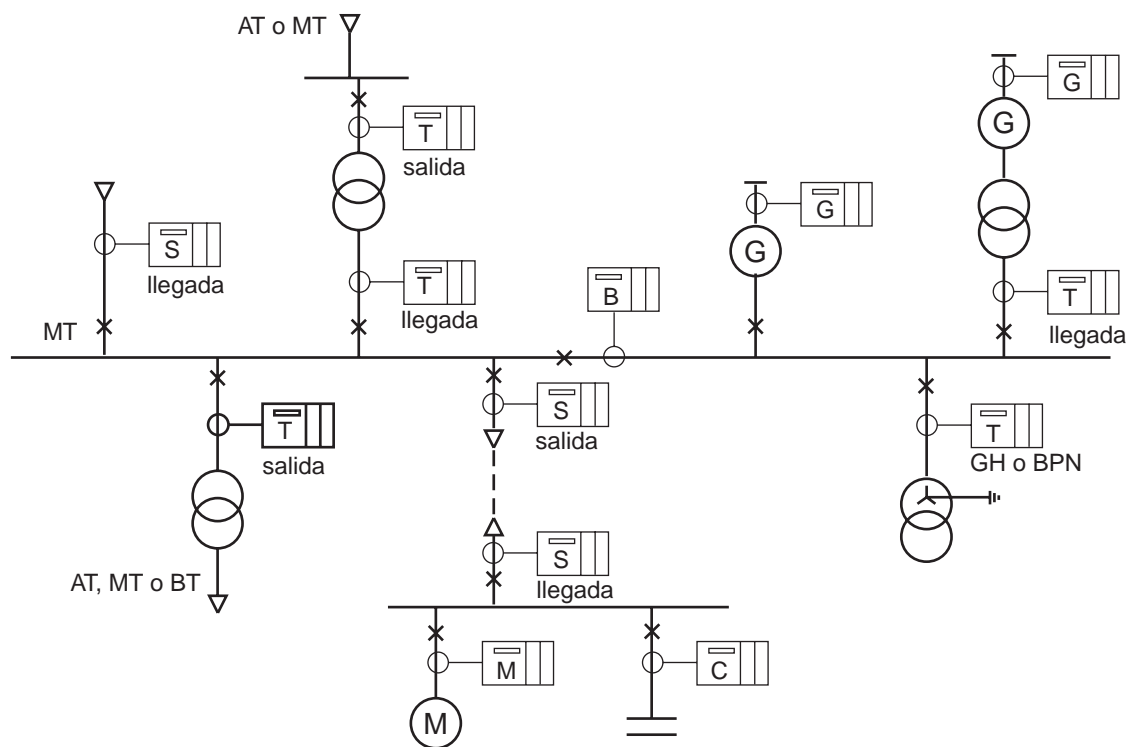 AT o MT
G
T
salida
G
G
S
llegada
G
T
llegada
B
T
llegada
MT
S
salida
T
salida
T
GH o BPN
S
llegada
AT, MT o BT
M
C
M